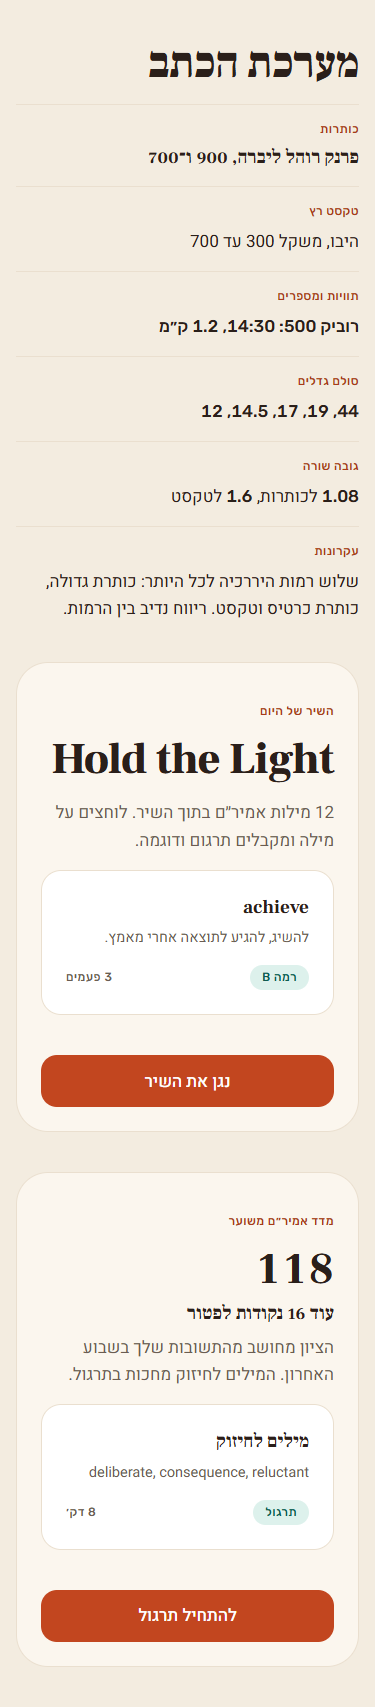 מערכת הכתב
כותרות
פרנק רוהל ליברה, 900 ו־700
טקסט רץ
היבו, משקל 300 עד 700
תוויות ומספרים
רוביק 500: 14:30, 1.2 ק״מ
סולם גדלים
44, 19, 17, 14.5, 12
גובה שורה
1.08 לכותרות, 1.6 לטקסט
עקרונות
שלוש רמות היררכיה לכל היותר: כותרת גדולה,
כותרת כרטיס וטקסט. ריווח נדיב בין הרמות.
השיר של היום
Hold the Light
12 מילות אמיר״ם בתוך השיר. לוחצים על
מילה ומקבלים תרגום ודוגמה.
achieve
להשיג, להגיע לתוצאה אחרי מאמץ.
רמה B
3 פעמים
נגן את השיר
מדד אמיר״ם משוער
118
עוד 16 נקודות לפטור
הציון מחושב מהתשובות שלך בשבוע
האחרון. המילים לחיזוק מחכות בתרגול.
מילים לחיזוק
deliberate, consequence, reluctant
תרגול
8 דק׳
להתחיל תרגול